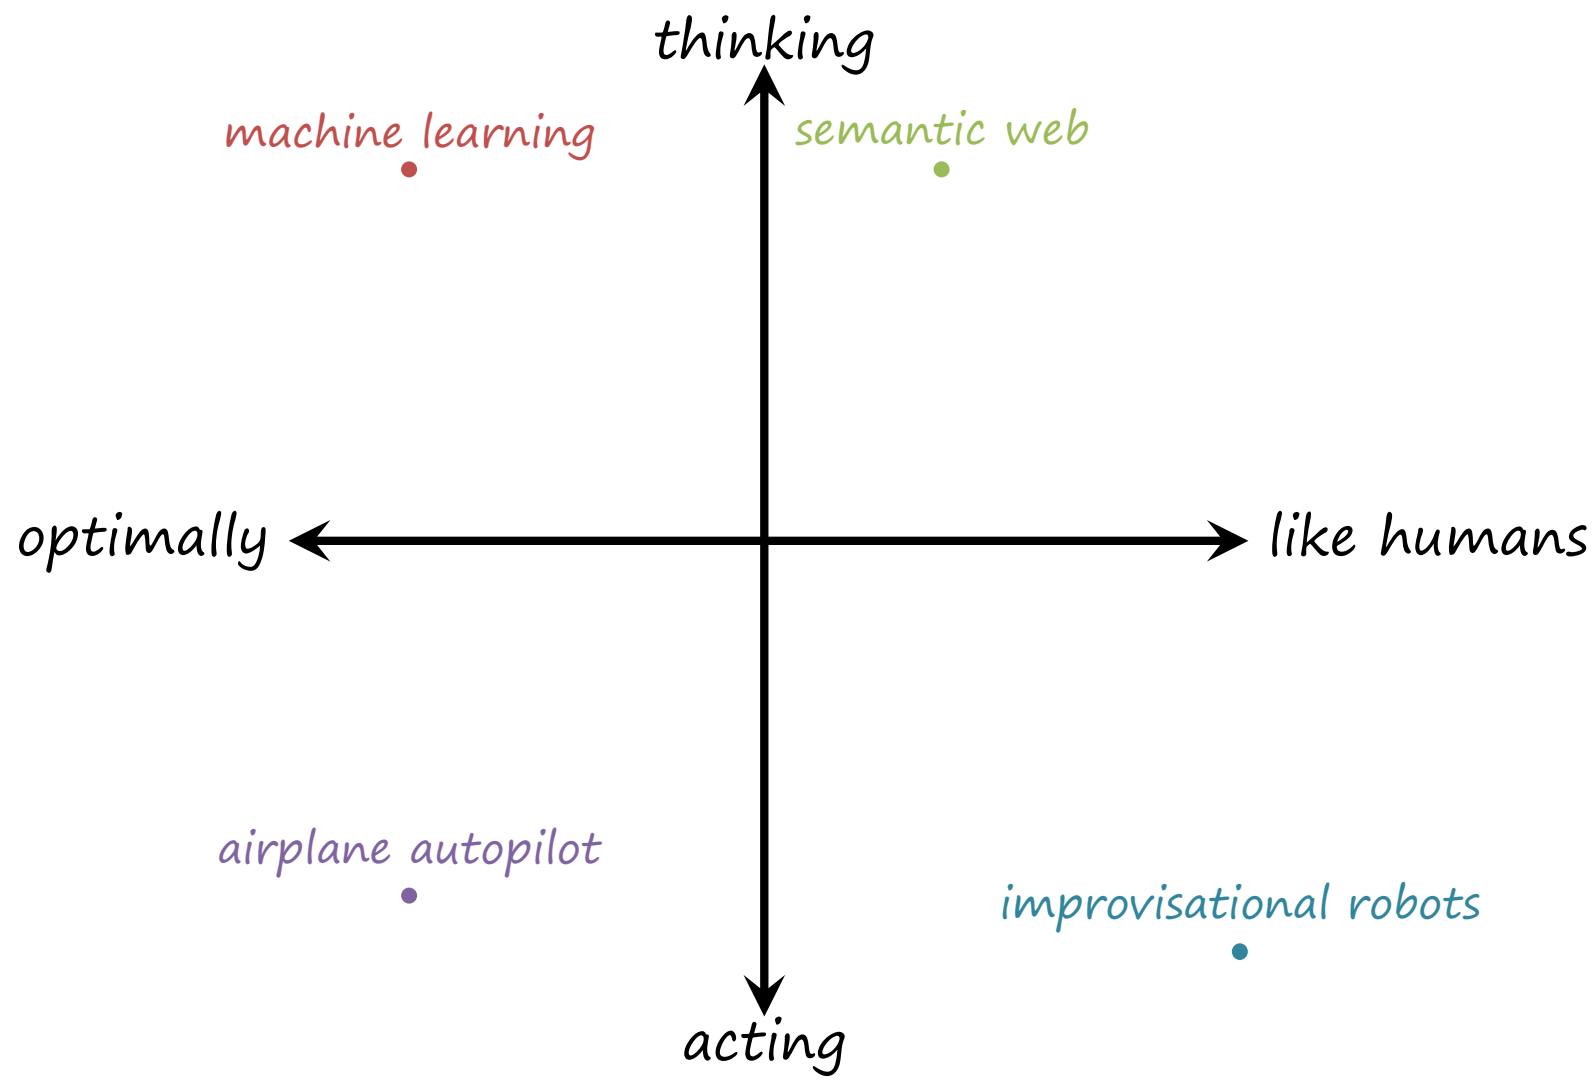 thinking
machine learning
semantic web
optimally
like humans
airplane autopilot
improvisational robots
acting